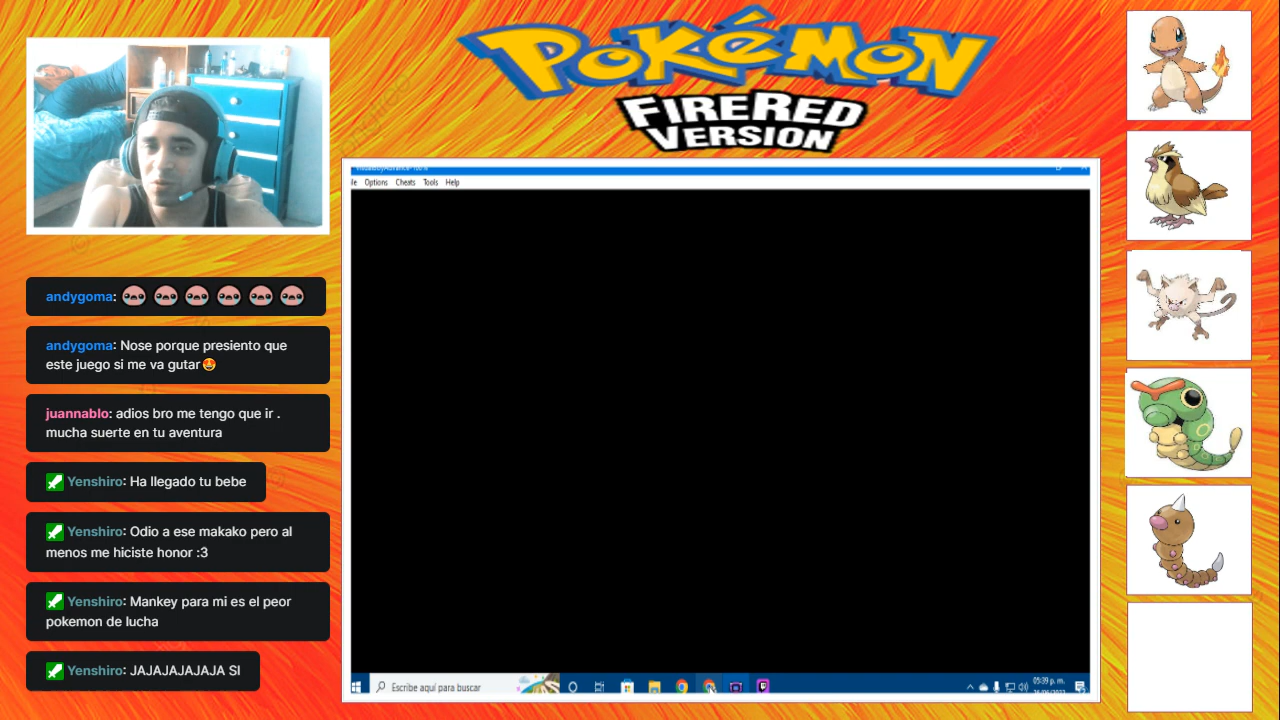 POKéMON
FIRERED
VERSION
Options Cheats Tools Help
andygoma:
andygoma: Nose porque presiento que
este juego si me va gutar
juannablo: adios bro me tengo que ir .
mucha suerte en tu aventura
Yenshiro: Ha llegado tu bebe
Yenshiro: Odio a ese makako pero al
menos me hiciste honor :3
Yenshiro: Mankey para mi es el peor
pokemon de lucha
Yenshiro: JAJAJAJAJAJA SI
Escribe aquí para buscar
05:39 p. m.